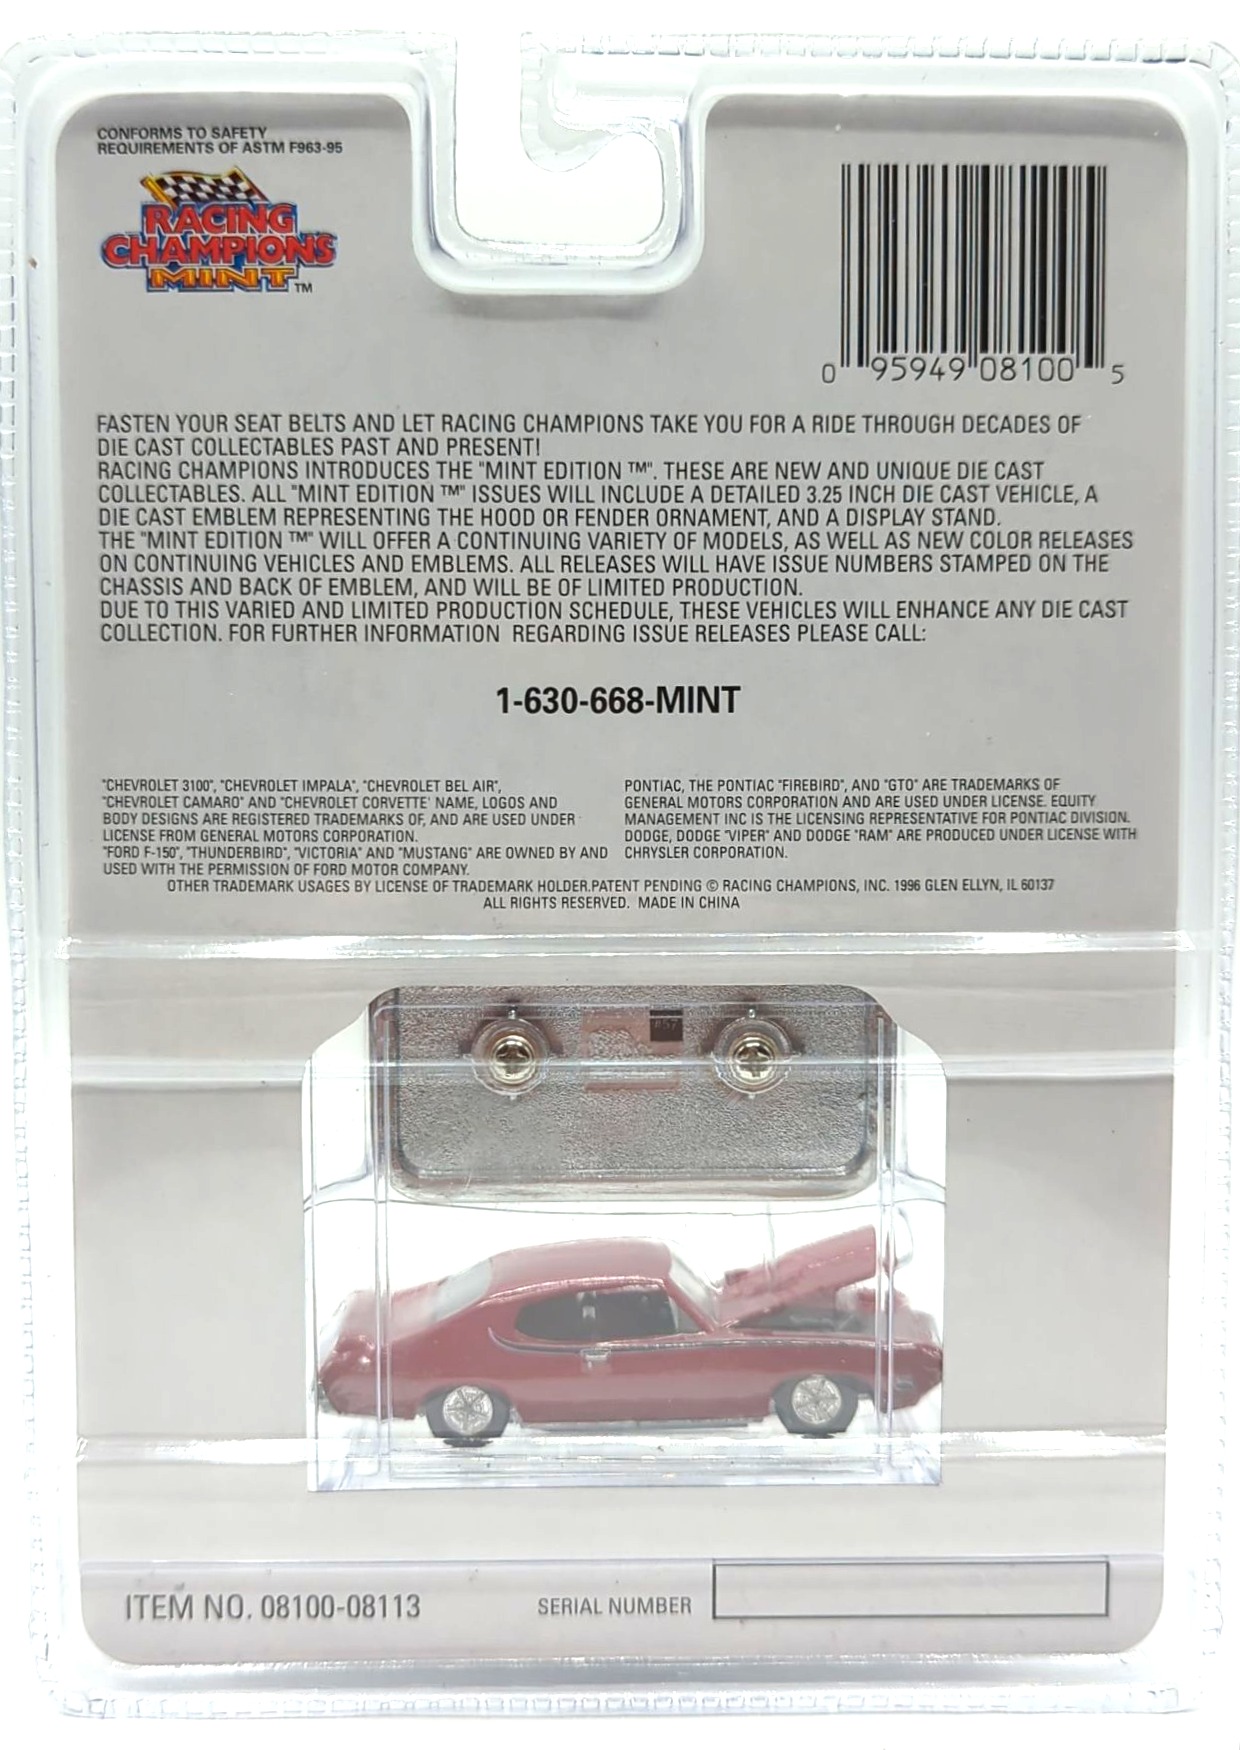 CONFORMS TO SAFETY
REQUIREMENTS OF ASTM F963-95
RACING
CHAMPIONS
MINT TM
0 95949 08100 5
FASTEN YOUR SEAT BELTS AND LET RACING CHAMPIONS TAKE YOU FOR A RIDE THROUGH DECADES OF
DIE CAST COLLECTABLES PAST AND PRESENT!
RACING CHAMPIONS INTRODUCES THE "MINT EDITION ™". THESE ARE NEW AND UNIQUE DIE CAST
COLLECTABLES. ALL "MINT EDITION ™" ISSUES WILL INCLUDE A DETAILED 3.25 INCH DIE CAST VEHICLE, A
DIE CAST EMBLEM REPRESENTING THE HOOD OR FENDER ORNAMENT, AND A DISPLAY STAND.
THE "MINT EDITION ™" WILL OFFER A CONTINUING VARIETY OF MODELS, AS WELL AS NEW COLOR RELEASES
ON CONTINUING VEHICLES AND EMBLEMS. ALL RELEASES WILL HAVE ISSUE NUMBERS STAMPED ON THE
CHASSIS AND BACK OF EMBLEM, AND WILL BE OF LIMITED PRODUCTION.
DUE TO THIS VARIED AND LIMITED PRODUCTION SCHEDULE, THESE VEHICLES WILL ENHANCE ANY DIE CAST
COLLECTION. FOR FURTHER INFORMATION REGARDING ISSUE RELEASES PLEASE CALL:
1-630-668-MINT
"CHEVROLET 3100", "CHEVROLET IMPALA", "CHEVROLET BEL AIR",
"CHEVROLET CAMARO" AND "CHEVROLET CORVETTE' NAME, LOGOS AND
BODY DESIGNS ARE REGISTERED TRADEMARKS OF, AND ARE USED UNDER
LICENSE FROM GENERAL MOTORS CORPORATION.
"FORD F-150", "THUNDERBIRD", "VICTORIA" AND "MUSTANG" ARE OWNED BY AND
USED WITH THE PERMISSION OF FORD MOTOR COMPANY.
PONTIAC, THE PONTIAC "FIREBIRD", AND "GTO" ARE TRADEMARKS OF
GENERAL MOTORS CORPORATION AND ARE USED UNDER LICENSE. EQUITY
MANAGEMENT INC IS THE LICENSING REPRESENTATIVE FOR PONTIAC DIVISION.
DODGE, DODGE "VIPER" AND DODGE "RAM" ARE PRODUCED UNDER LICENSE WITH
CHRYSLER CORPORATION.
OTHER TRADEMARK USAGES BY LICENSE OF TRADEMARK HOLDER.PATENT PENDING © RACING CHAMPIONS, INC. 1996 GLEN ELLYN, IL 60137
ALL RIGHTS RESERVED. MADE IN CHINA
#57
ITEM NO. 08100-08113
SERIAL NUMBER